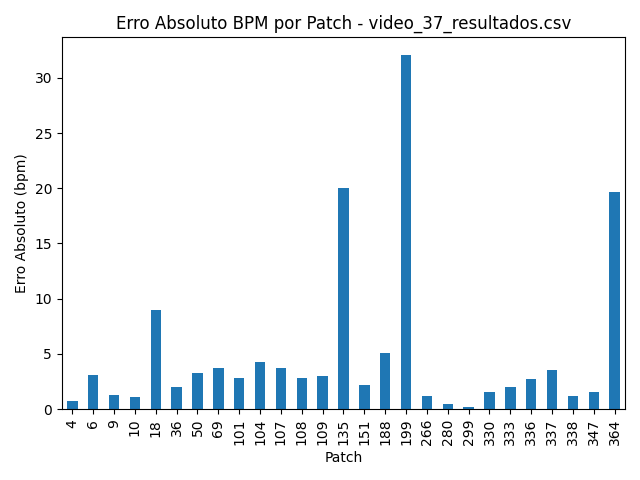 Erro Absoluto BPM por Patch - video_37_resultados.csv
Erro Absoluto (bpm)
30
25
20
15
10
5
0
4 6 9 10 18 36 50 69 101 104 107 108 109 135 151 188 199 266 280 299 330 333 336 337 338 347 364
Patch